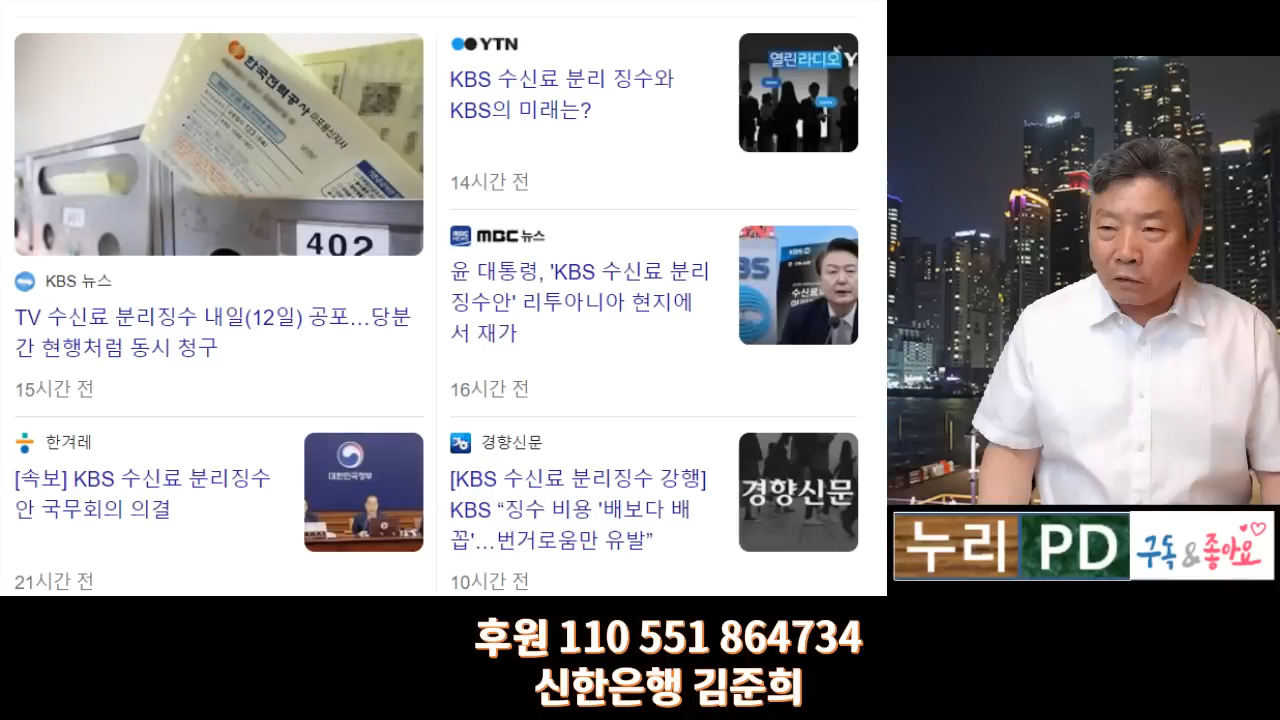 한국전력공사
402
KBS 뉴스
TV 수신료 분리징수 내일(12일) 공포…당분
간 현행처럼 동시 청구
15시간 전
YTN
KBS 수신료 분리 징수와
KBS의 미래는?
14시간 전
열린라디오 Y
MBC 뉴스
윤 대통령, 'KBS 수신료 분리
징수안' 리투아니아 현지에
서 재가
16시간 전
한겨레
[속보] KBS 수신료 분리징수
안 국무회의 의결
21시간 전
대한민국정부
경향신문
[KBS 수신료 분리징수 강행]
KBS “징수 비용 '배보다 배
꼽'…번거로움만 유발”
10시간 전
경향신문
누리 PD 구독&좋아요
후원 110 551 864734
신한은행 김준희